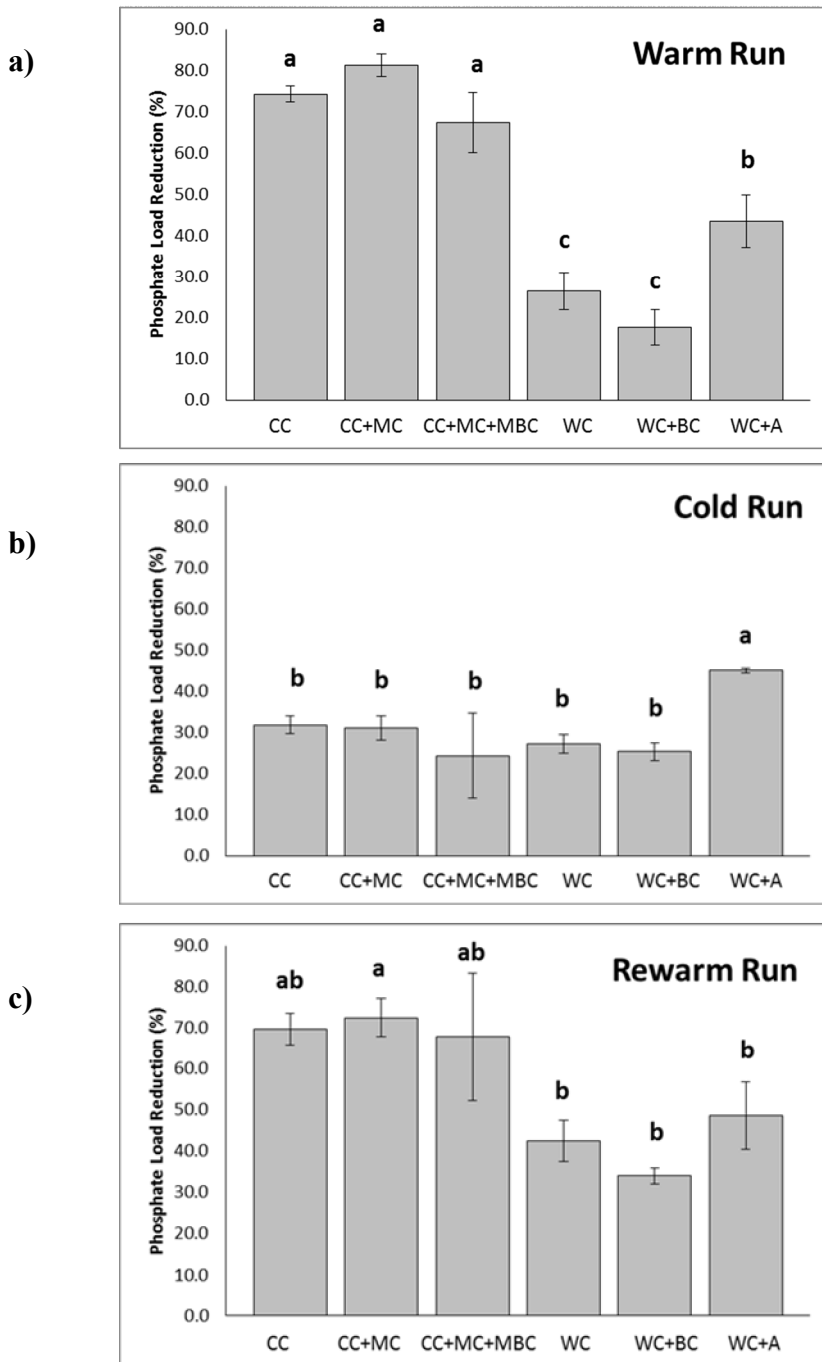 a)
Warm Run
Phosphate Load Reduction (%)
90.0
80.0
70.0
60.0
50.0
40.0
30.0
20.0
10.0
0.0
a
a
a
c
c
b
CC CC+MC CC+MC+MBC WC WC+BC WC+A
b)
Cold Run
Phosphate Load Reduction (%)
90.0
80.0
70.0
60.0
50.0
40.0
30.0
20.0
10.0
0.0
b
b
b
b
b
a
CC CC+MC CC+MC+MBC WC WC+BC WC+A
c)
Rewarm Run
Phosphate Load Reduction (%)
90.0
80.0
70.0
60.0
50.0
40.0
30.0
20.0
10.0
0.0
ab
a
ab
b
b
b
CC CC+MC CC+MC+MBC WC WC+BC WC+A